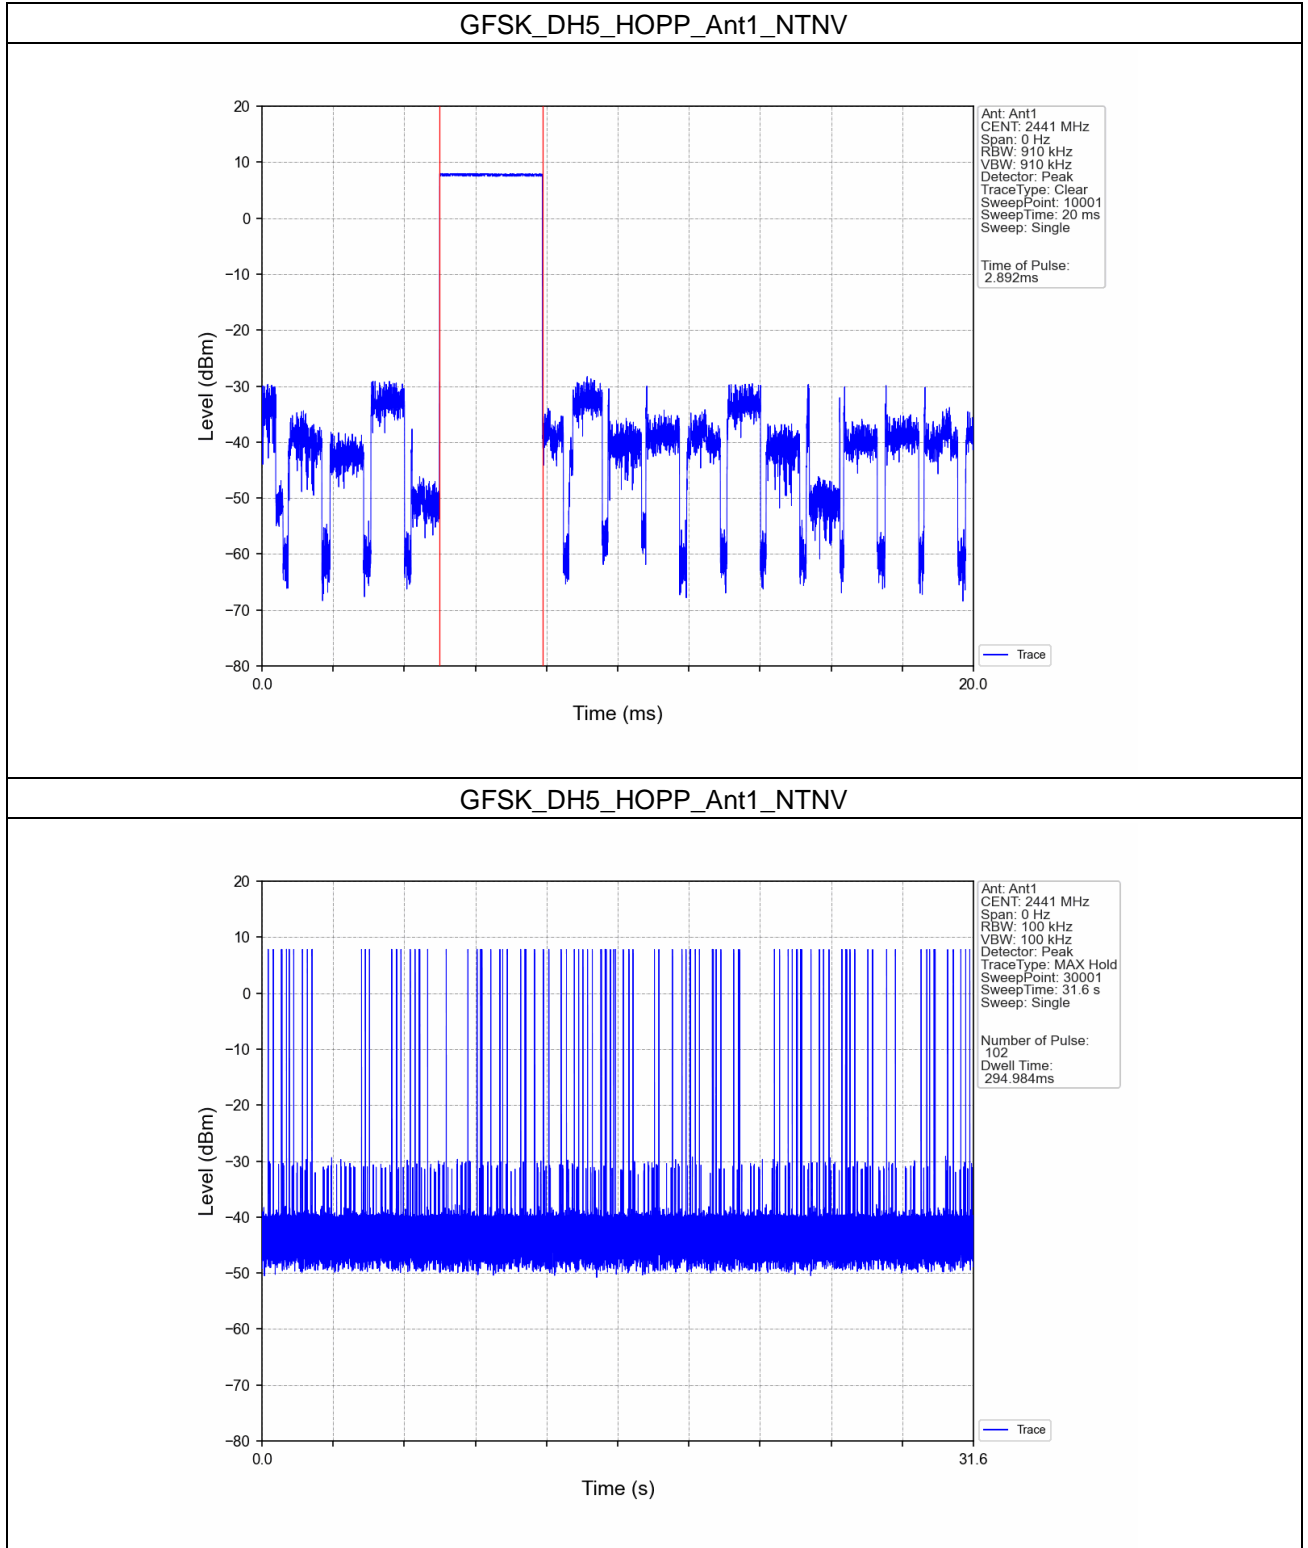 GFSK_DH5_HOPP_Ant1_NTNV
20
10
0
−10
−20
−30
−40
−50
−60
−70
−80
Level (dBm)
0.0
20.0
Time (ms)
Ant: Ant1
CENT: 2441 MHz
Span: 0 Hz
RBW: 910 kHz
VBW: 910 kHz
Detector: Peak
TraceType: Clear
SweepPoint: 10001
SweepTime: 20 ms
Sweep: Single
Time of Pulse:
2.892ms
Trace
GFSK_DH5_HOPP_Ant1_NTNV
20
10
0
−10
−20
−30
−40
−50
−60
−70
−80
Level (dBm)
0.0
31.6
Time (s)
Ant: Ant1
CENT: 2441 MHz
Span: 0 Hz
RBW: 100 kHz
VBW: 100 kHz
Detector: Peak
TraceType: MAX Hold
SweepPoint: 30001
SweepTime: 31.6 s
Sweep: Single
Number of Pulse:
102
Dwell Time:
294.984ms
Trace